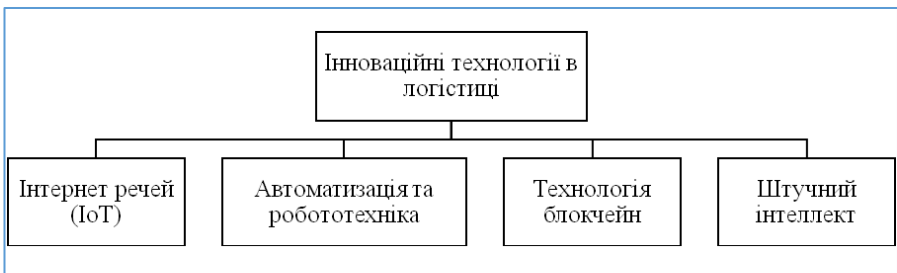 Інноваційні технології в
логістиці
Інтернет речей
(IoT)
Автоматизація та
робототехніка
Технологія
блокчейн
Штучний
інтеллект